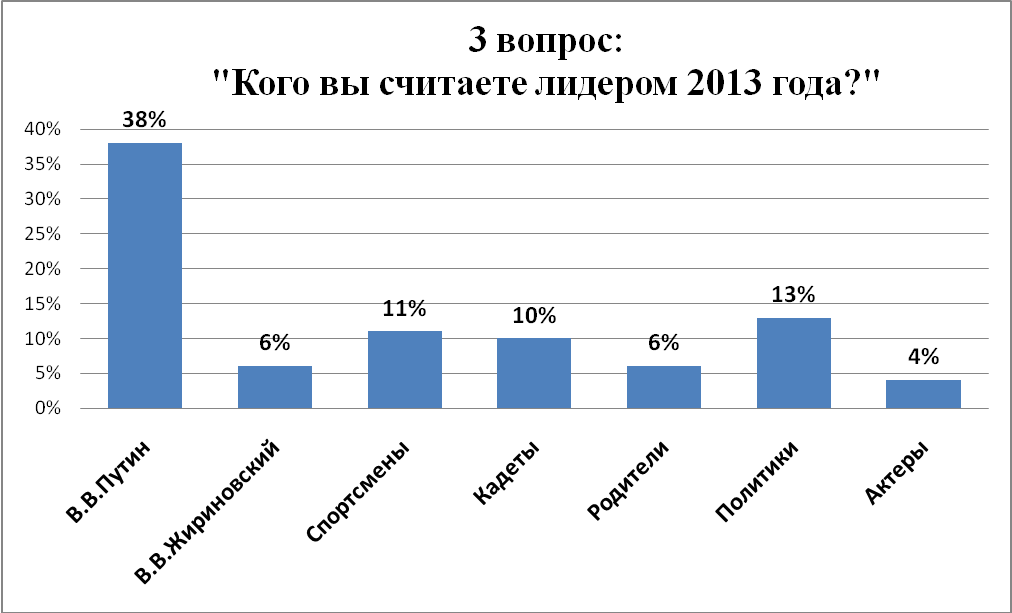 3 вопрос:
"Кого вы считаете лидером 2013 года?"
40%
35%
30%
25%
20%
15%
10%
5%
0%
38%
6%
11%
10%
6%
13%
4%
В.В.Путин
В.В.Жириновский
Спортсмены
Кадеты
Родители
Политики
Актеры